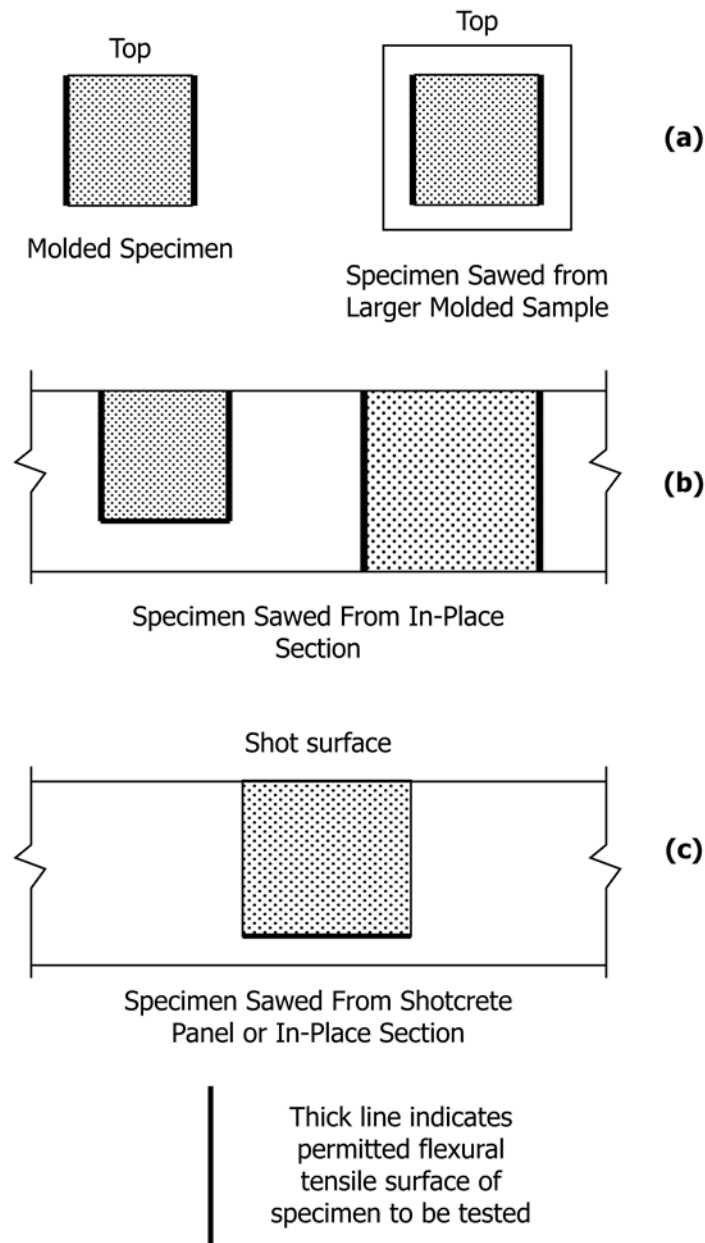 Top
Top
(a)
Molded Specimen
Specimen Sawed from
Larger Molded Sample
(b)
Specimen Sawed From In-Place
Section
Shot surface
(c)
Specimen Sawed From Shotcrete
Panel or In-Place Section
Thick line indicates
permitted flexural
tensile surface of
specimen to be tested